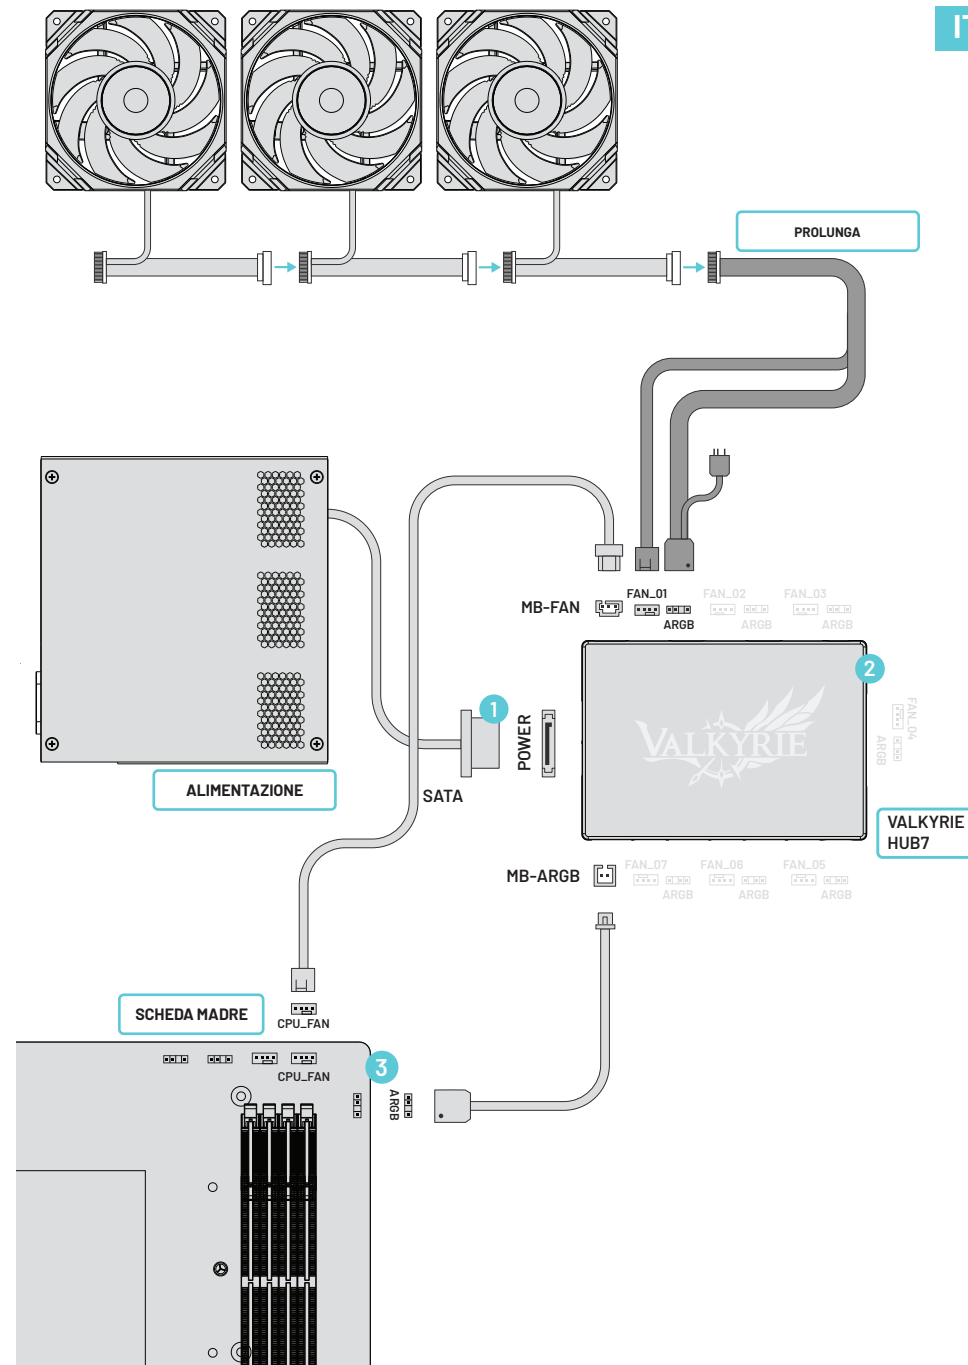 IT
PROLUNGA
MB-FAN
FAN_01
ARGB
FAN_02
ARGB
FAN_03
ARGB
2
FAN_04
ARGB
1
POWER
VALKYRIE
ALIMENTAZIONE
SATA
VALKYRIE
HUB7
MB-ARGB
FAN_07
ARGB
FAN_06
ARGB
FAN_05
ARGB
SCHEDA MADRE
CPU_FAN
CPU_FAN
3
ARGB